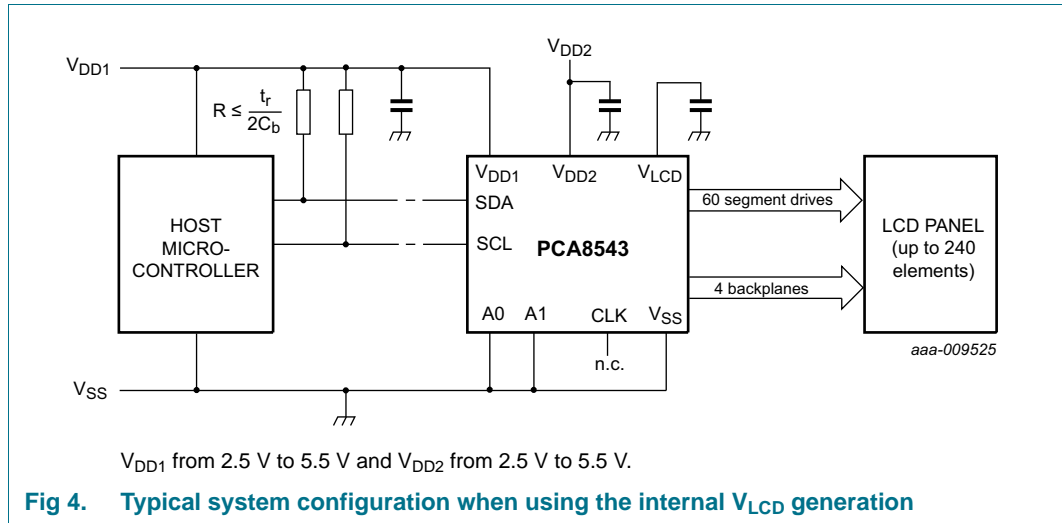 VDD2
VDD1
R ≤ tr
2Cb
VDD1 VDD2 VLCD
SDA
60 segment drives
HOST
MICRO-
CONTROLLER
SCL
PCA8543
LCD PANEL
(up to 240
elements)
4 backplanes
A0 A1 CLK VSS
n.c.
aaa-009525
VSS
VDD1 from 2.5 V to 5.5 V and VDD2 from 2.5 V to 5.5 V.
Fig 4. Typical system configuration when using the internal VLCD generation